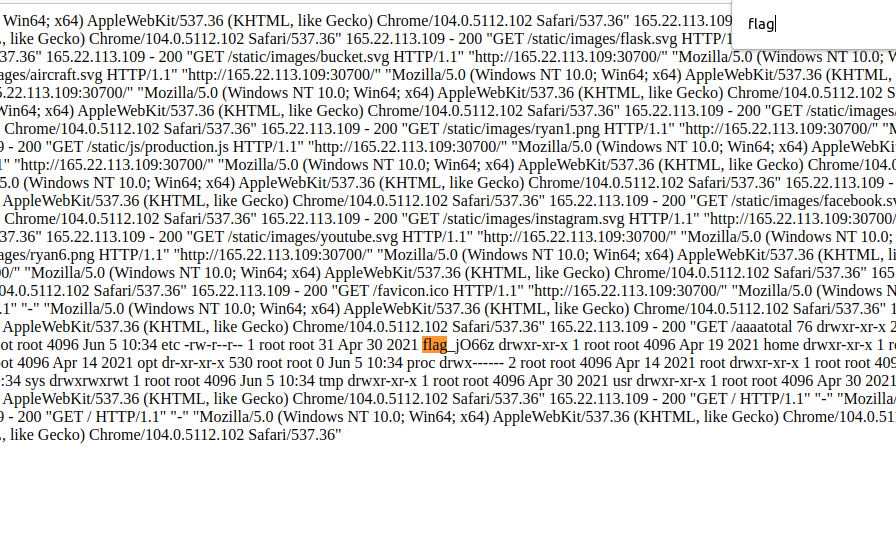 Win64; x64) AppleWebKit/537.36 (KHTML, like Gecko) Chrome/104.0.5112.102 Safari/537.36" 165.22.113.109
flag
., like Gecko) Chrome/104.0.5112.102 Safari/537.36" 165.22.113.109 - 200 "GET /static/images/flask.svg HTTP/1
37.36" 165.22.113.109 - 200 "GET /static/images/bucket.svg HTTP/1.1" "http://165.22.113.109:30700/" "Mozilla/5.0 (Windows NT 10.0; W
ages/aircraft.svg HTTP/1.1" "http://165.22.113.109:30700/" "Mozilla/5.0 (Windows NT 10.0; Win64; x64) AppleWebKit/537.36 (KHTML,
5.22.113.109:30700/" "Mozilla/5.0 (Windows NT 10.0; Win64; x64) AppleWebKit/537.36 (KHTML, like Gecko) Chrome/104.0.5112.102 S
Win64; x64) AppleWebKit/537.36 (KHTML, like Gecko) Chrome/104.0.5112.102 Safari/537.36" 165.22.113.109 - 200 "GET /static/images/
Chrome/104.0.5112.102 Safari/537.36" 165.22.113.109 - 200 "GET /static/images/ryan1.png HTTP/1.1" "http://165.22.113.109:30700/" "M
9 - 200 "GET /static/js/production.js HTTP/1.1" "http://165.22.113.109:30700/" "Mozilla/5.0 (Windows NT 10.0; Win64; x64) AppleWebKi
1" "http://165.22.113.109:30700/" "Mozilla/5.0 (Windows NT 10.0; Win64; x64) AppleWebKit/537.36 (KHTML, like Gecko) Chrome/104.0
5.0 (Windows NT 10.0; Win64; x64) AppleWebKit/537.36 (KHTML, like Gecko) Chrome/104.0.5112.102 Safari/537.36" 165.22.113.109 -
AppleWebKit/537.36 (KHTML, like Gecko) Chrome/104.0.5112.102 Safari/537.36" 165.22.113.109 - 200 "GET /static/images/facebook.sv
Chrome/104.0.5112.102 Safari/537.36" 165.22.113.109 - 200 "GET /static/images/instagram.svg HTTP/1.1" "http://165.22.113.109:30700/
37.36" 165.22.113.109 - 200 "GET /static/images/youtube.svg HTTP/1.1" "http://165.22.113.109:30700/" "Mozilla/5.0 (Windows NT 10.0;
ages/ryan6.png HTTP/1.1" "http://165.22.113.109:30700/" "Mozilla/5.0 (Windows NT 10.0; Win64; x64) AppleWebKit/537.36 (KHTML, li
0/" "Mozilla/5.0 (Windows NT 10.0; Win64; x64) AppleWebKit/537.36 (KHTML, like Gecko) Chrome/104.0.5112.102 Safari/537.36" 165
04.0.5112.102 Safari/537.36" 165.22.113.109 - 200 "GET /favicon.ico HTTP/1.1" "http://165.22.113.109:30700/" "Mozilla/5.0 (Windows N
.1" "-" "Mozilla/5.0 (Windows NT 10.0; Win64; x64) AppleWebKit/537.36 (KHTML, like Gecko) Chrome/104.0.5112.102 Safari/537.36"
AppleWebKit/537.36 (KHTML, like Gecko) Chrome/104.0.5112.102 Safari/537.36" 165.22.113.109 - 200 "GET /aaaatotal 76 drwxr-xr-x 2
ot root 4096 Jun 5 10:34 etc -rw-r--r-- 1 root root 31 Apr 30 2021 flag_jO66z drwxr-xr-x 1 root root 4096 Apr 19 2021 home drwxr-xr-x 1 r
oot 4096 Apr 14 2021 opt dr-xr-xr-x 530 root root 0 Jun 5 10:34 proc drwx------ 2 root root 4096 Apr 14 2021 root drwxr-xr-x 1 root root 409
:34 sys drwxrwxrwt 1 root root 4096 Jun 5 10:34 tmp drwxr-xr-x 1 root root 4096 Apr 30 2021 usr drwxr-xr-x 1 root root 4096 Apr 30 2021
AppleWebKit/537.36 (KHTML, like Gecko) Chrome/104.0.5112.102 Safari/537.36" 165.22.113.109 - 200 "GET / HTTP/1.1" "-" "Mozilla/
9 - 200 "GET / HTTP/1.1" "-" "Mozilla/5.0 (Windows NT 10.0; Win64; x64) AppleWebKit/537.36 (KHTML, like Gecko) Chrome/104.0.51
., like Gecko) Chrome/104.0.5112.102 Safari/537.36"